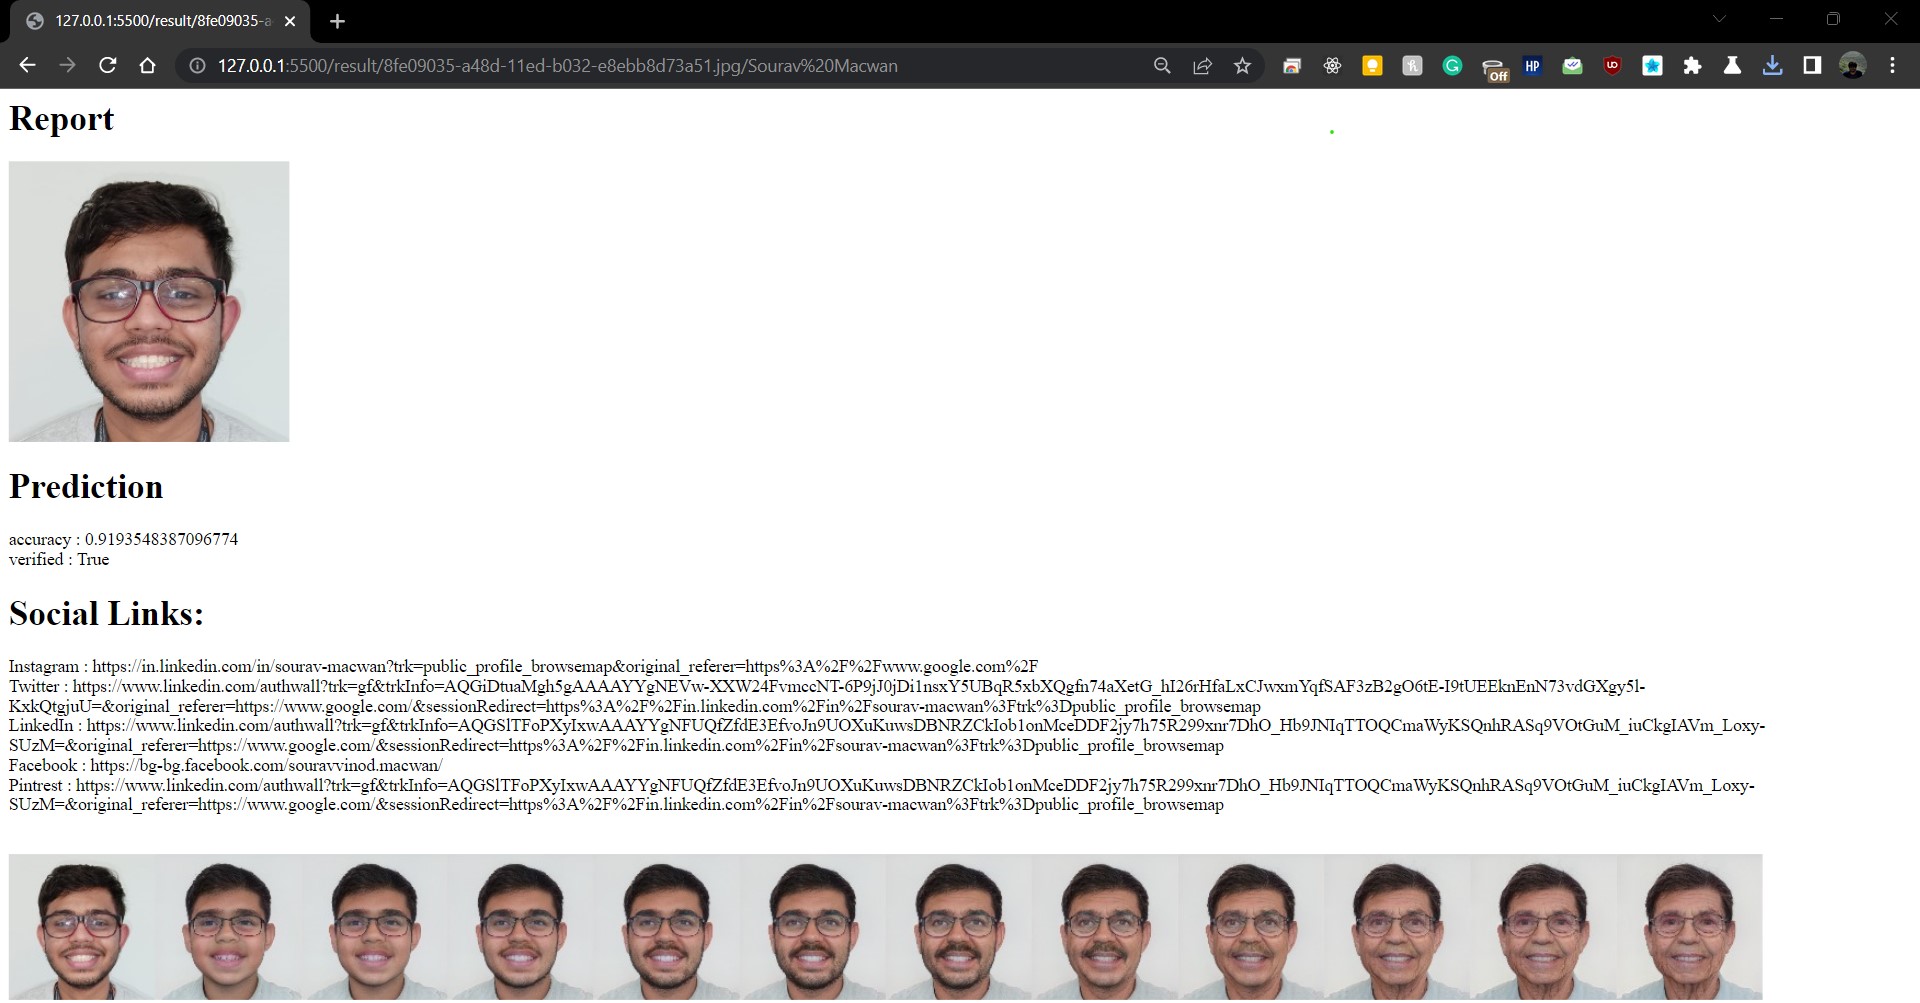 127.0.0.1:5500/result/8fe09035-a
127.0.0.1:5500/result/8fe09035-a48d-11ed-b032-e8ebb8d73a51.jpg/Sourav%20Macwan
Off
HP
Report
Prediction
accuracy : 0.9193548387096774
verified : True
Social Links:
Instagram : https://in.linkedin.com/in/sourav-macwan?trk=public_profile_browsemap&original_referer=https%3A%2F%2Fwww.google.com%2F
Twitter : https://www.linkedin.com/authwall?trk=gf&trkInfo=AQGiDtuaMgh5gAAAAYYgNEVw-XXW24FvmccNT-6P9jJ0jDi1nsxY5UBqR5xbXQgfn74aXetG_hI26rHfaLxCJwxmYqfSAF3zB2gO6tE-I9tUEEknEnN73vdGXgy5l-
KxkQtgjuU=&original_referer=https://www.google.com/&sessionRedirect=https%3A%2F%2Fin.linkedin.com%2Fin%2Fsourav-macwan%3Ftrk%3Dpublic_profile_browsemap
LinkedIn : https://www.linkedin.com/authwall?trk=gf&trkInfo=AQGSlTFoPXyIxwAAAYYgNFUQfZfdE3EfvoJn9UOXuKuwsDBNRZCkIob1onMceDDF2jy7h75R299xnr7DhO_Hb9JNIqTTOQCmaWyKSQnhRASq9VOtGuM_iuCkgIAVm_Loxy-
SUzM=&original_referer=https://www.google.com/&sessionRedirect=https%3A%2F%2Fin.linkedin.com%2Fin%2Fsourav-macwan%3Ftrk%3Dpublic_profile_browsemap
Facebook : https://bg-bg.facebook.com/souravvinod.macwan/
Pintrest : https://www.linkedin.com/authwall?trk=gf&trkInfo=AQGSlTFoPXyIxwAAAYYgNFUQfZfdE3EfvoJn9UOXuKuwsDBNRZCkIob1onMceDDF2jy7h75R299xnr7DhO_Hb9JNIqTTOQCmaWyKSQnhRASq9VOtGuM_iuCkgIAVm_Loxy-
SUzM=&original_referer=https://www.google.com/&sessionRedirect=https%3A%2F%2Fin.linkedin.com%2Fin%2Fsourav-macwan%3Ftrk%3Dpublic_profile_browsemap